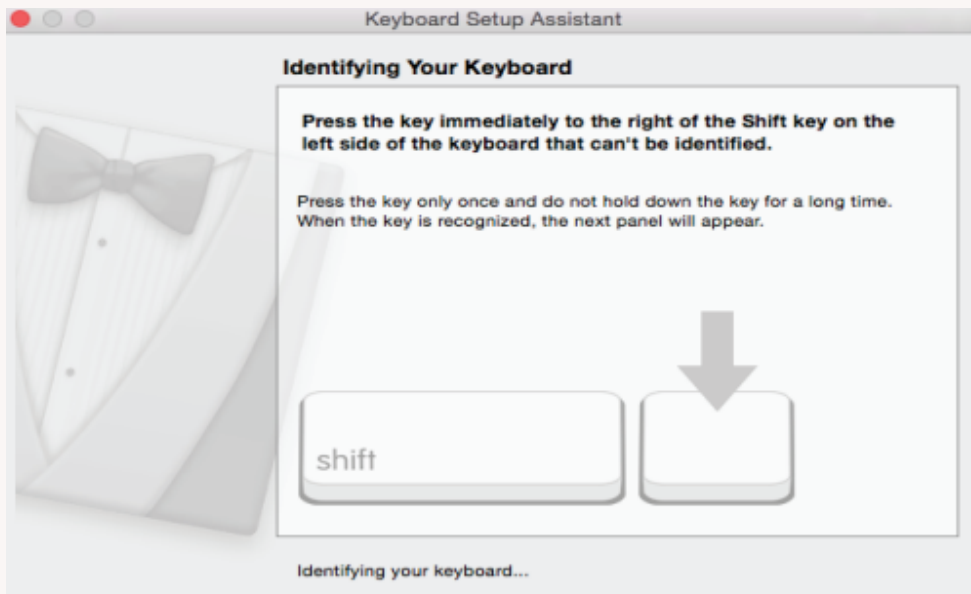 Keyboard Setup Assistant
Identifying Your Keyboard
Press the key immediately to the right of the Shift key on the
left side of the keyboard that can't be identified.
Press the key only once and do not hold down the key for a long time.
When the key is recognized, the next panel will appear.
shift
Identifying your keyboard...